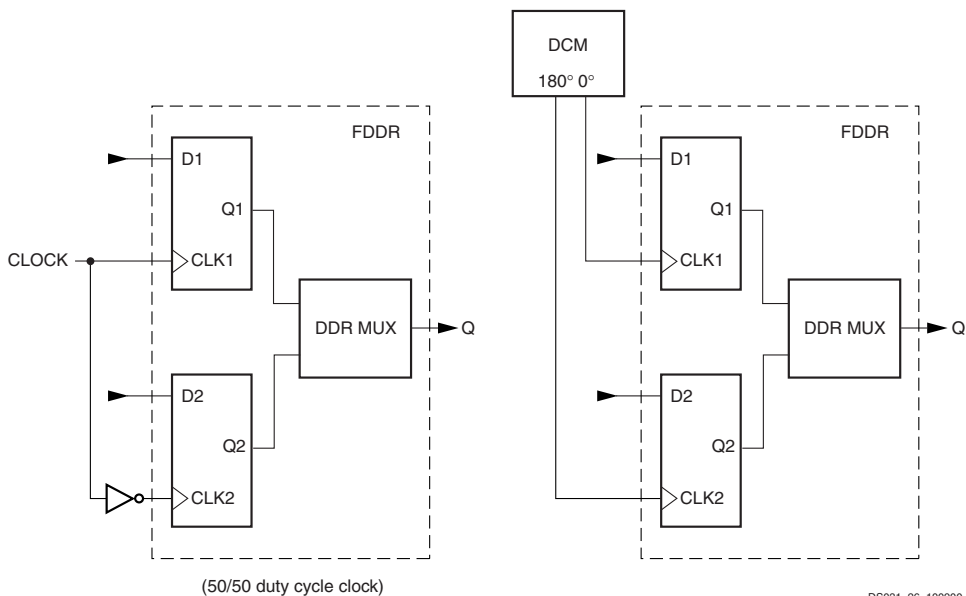 DCM
180° 0°
FDDR
D1
Q1
CLOCK
CLK1
DDR MUX
Q
D2
Q2
CLK2
(50/50 duty cycle clock)
FDDR
D1
Q1
CLK1
DDR MUX
Q
D2
Q2
CLK2